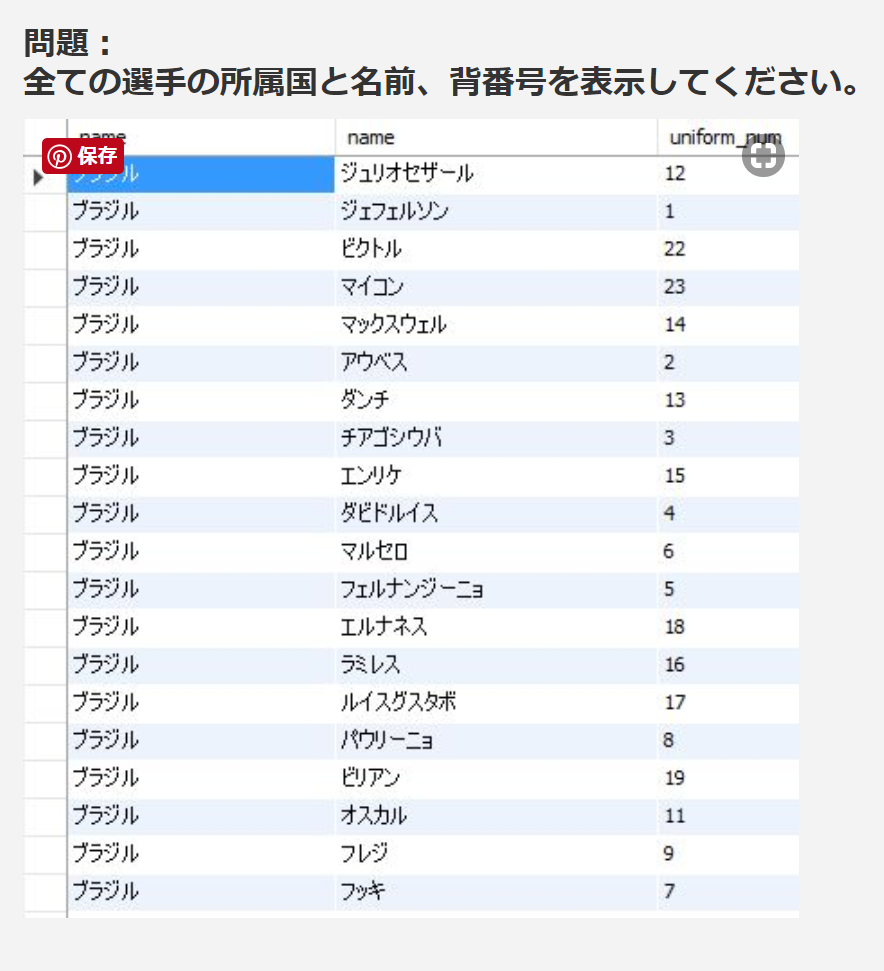 問題：
全ての選手の所属国と名前、背番号を表示してください。
name name uniform_num
保存
ブラジル ジュリオセザール 12
ブラジル ジェフェルソン 1
ブラジル ビクトル 22
ブラジル マイコン 23
ブラジル マックスウェル 14
ブラジル アウベス 2
ブラジル ダンチ 13
ブラジル チアゴシウバ 3
ブラジル エンリケ 15
ブラジル ダビドルイス 4
ブラジル マルセロ 6
ブラジル フェルナンジーニョ 5
ブラジル エルナネス 18
ブラジル ラミレス 16
ブラジル ルイスグスタボ 17
ブラジル パウリーニョ 8
ブラジル ビリアン 19
ブラジル オスカル 11
ブラジル フレジ 9
ブラジル フッキ 7